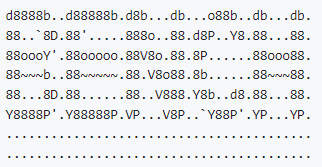 d8888b..d88888b.d8b...db...o88b..db...db.
88..`8D.88'.....888o..88.d8P..Y8.88...88.
88oooY'.88ooooo.88V8o.88.8P......88ooo88.
88~~~b..88~~~~~.88.V8o88.8b......88~~~88.
88...8D.88......88..V888.Y8b..d8.88...88.
Y8888P'.Y88888P.VP...V8P..`Y88P'.YP...YP.
.........................................
.........................................